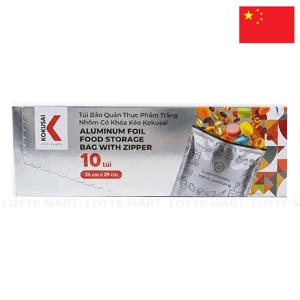 KOKUSAI
Túi Bảo Quản Thực Phẩm Tráng
Nhôm Có Khóa Kéo Kokusai
ALUMINUM FOIL
FOOD STORAGE
BAG WITH ZIPPER
10 túi
26 cm x 29 cm
LOTTE MART LOTTE MART LOTTE MART